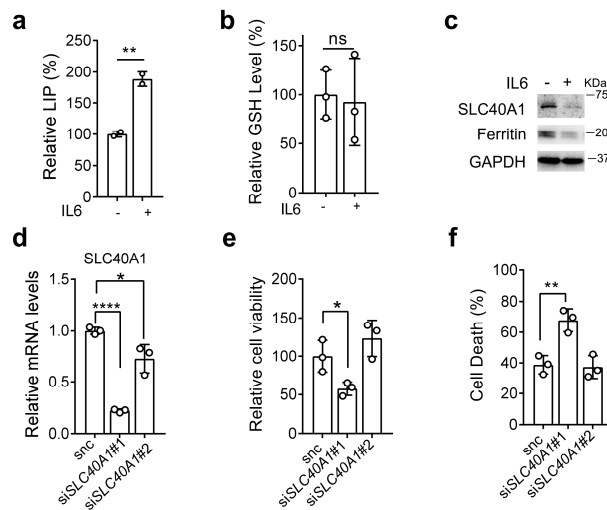 a
Relative LIP (%)
250
200
150
100
50
0
**
IL6 - +
b
Relative GSH Level (%)
150
100
50
0
ns
IL6 - +
c
IL6 - + KDa
SLC40A1 —75
Ferritin —20
GAPDH —37
d
SLC40A1
Relative mRNA levels
1.5
1.0
0.5
0.0
****
*
snc
siSLC40A1#1
siSLC40A1#2
e
Relative cell viability
200
150
100
50
0
*
snc
siSLC40A1#1
siSLC40A1#2
f
Cell Death (%)
100
80
60
40
20
0
**
snc
siSLC40A1#1
siSLC40A1#2